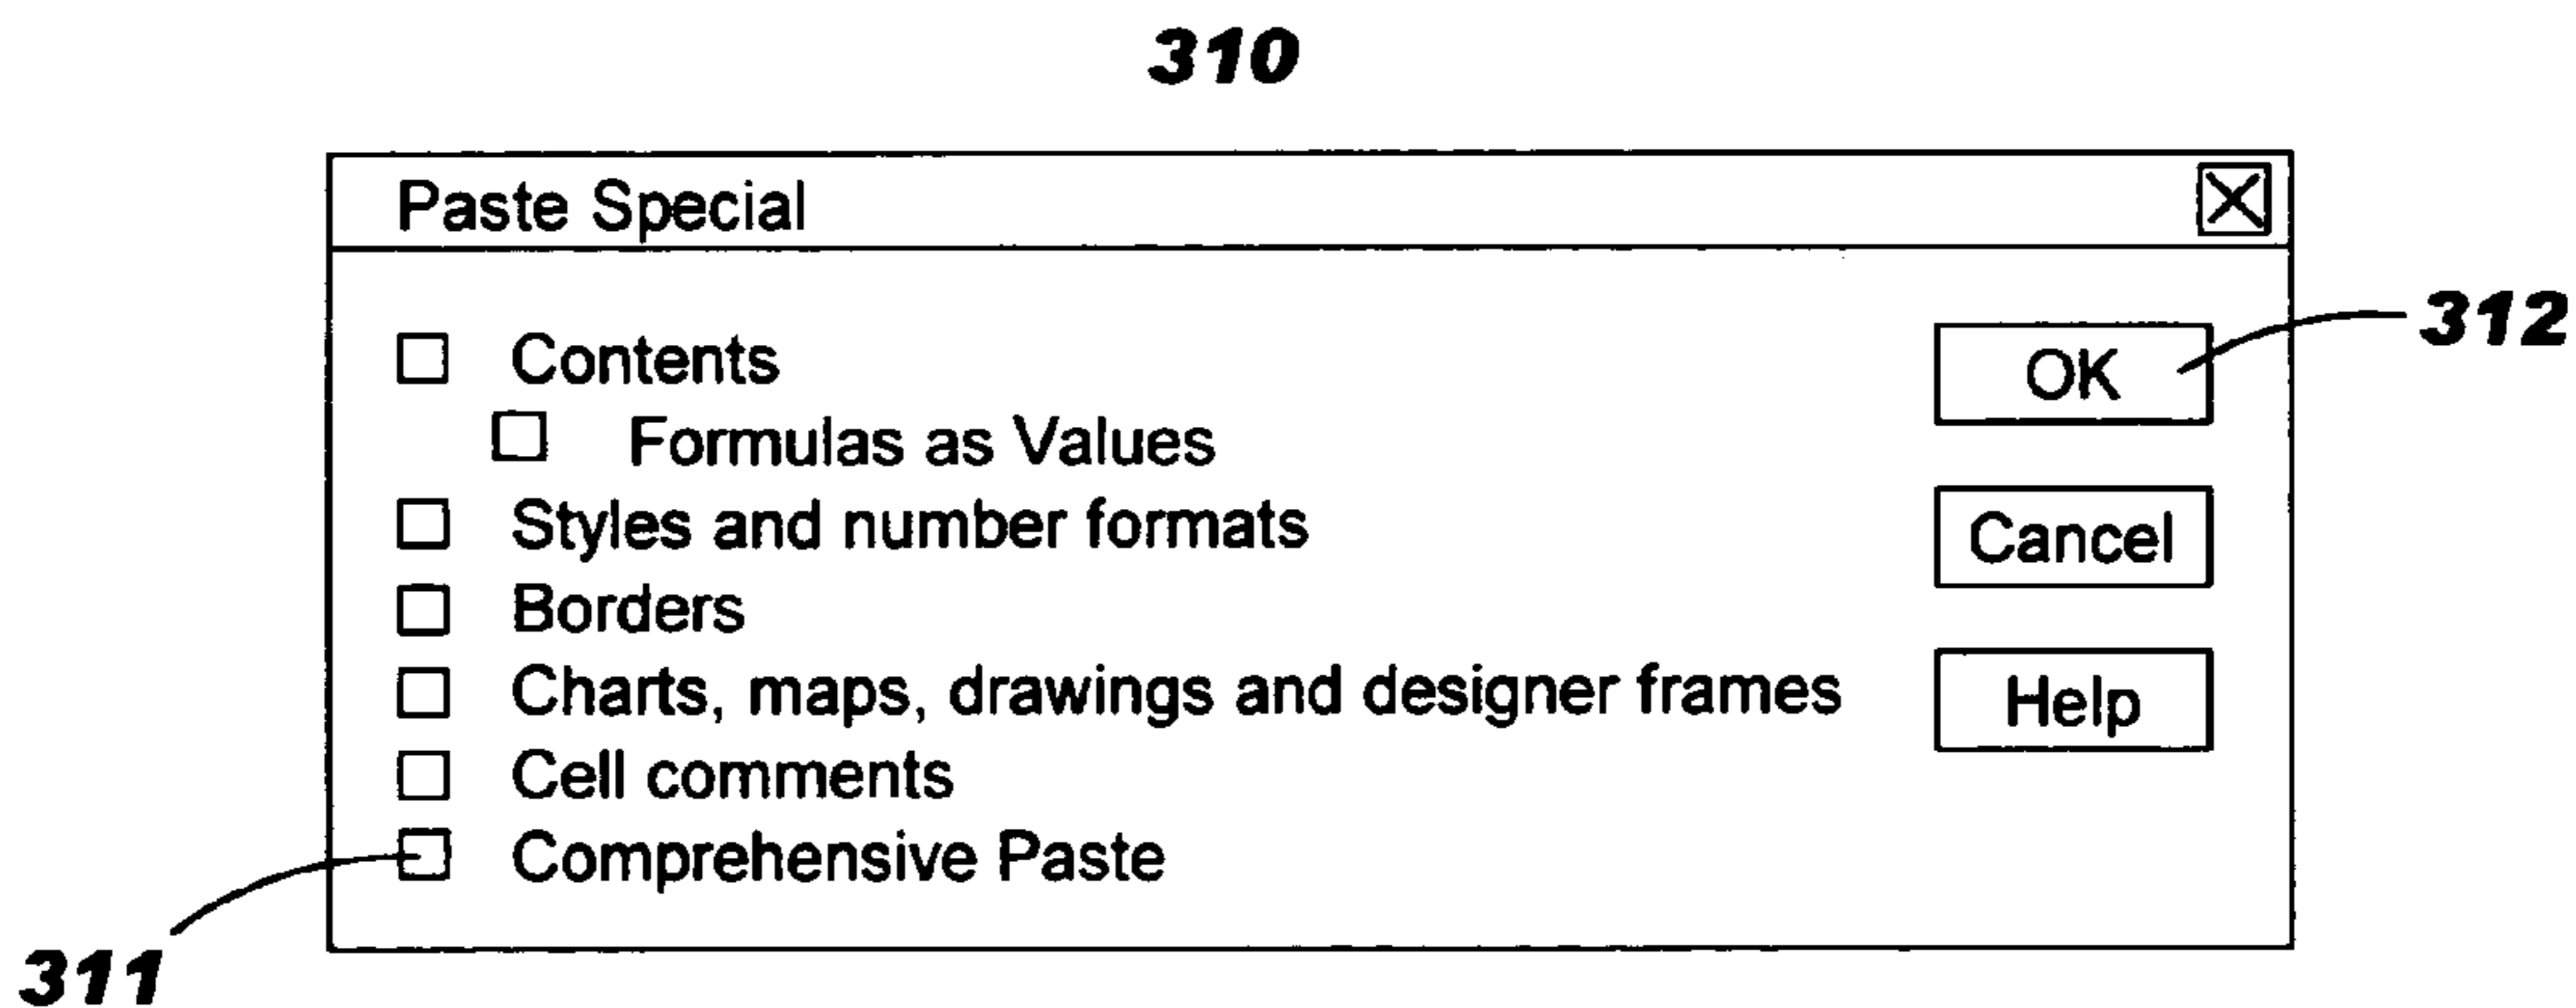 310
Paste Special
Contents
OK
312
Formulas as Values
Styles and number formats
Cancel
Borders
Charts, maps, drawings and designer frames
Help
Cell comments
Comprehensive Paste
311